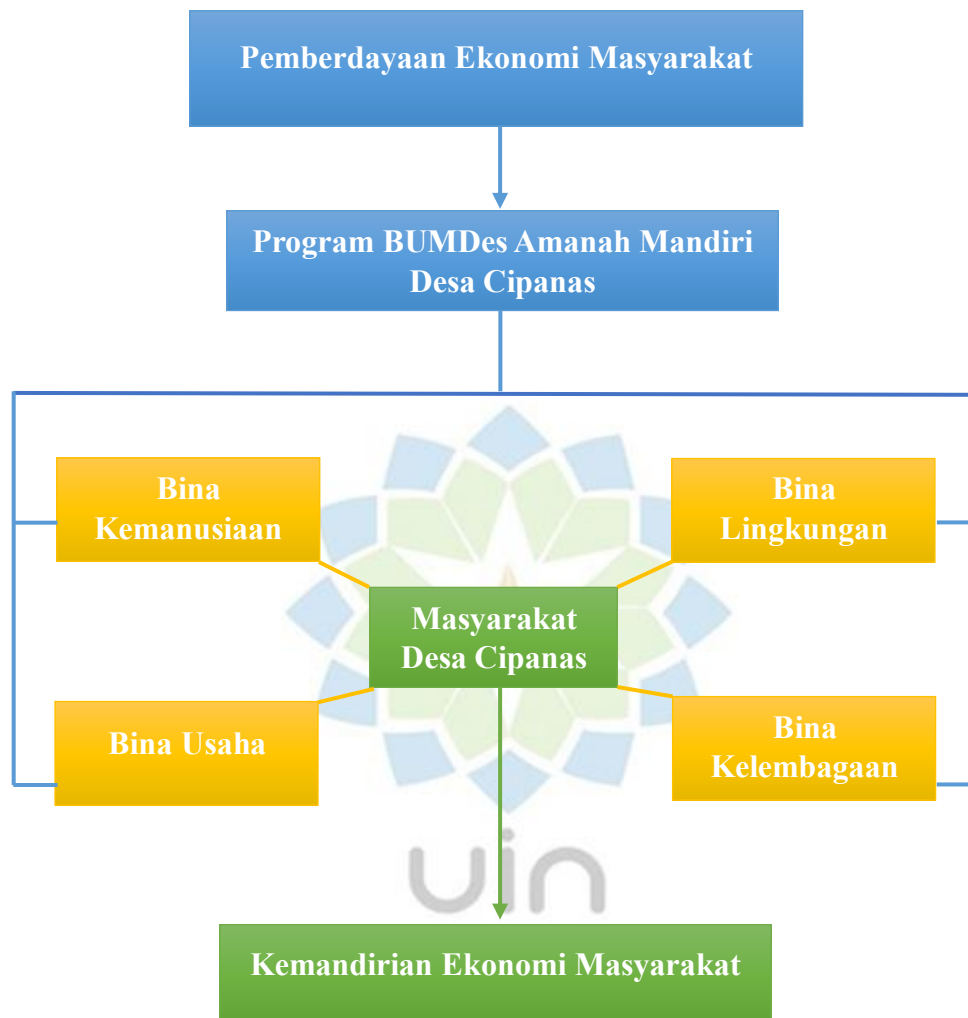 Pemberdayaan Ekonomi Masyarakat
Program BUMDes Amanah Mandiri
Desa Cipanas
Bina
Kemanusiaan
Bina
Lingkungan
Masyarakat
Desa Cipanas
Bina Usaha
Bina
Kelembagaan
uin
Kemandirian Ekonomi Masyarakat